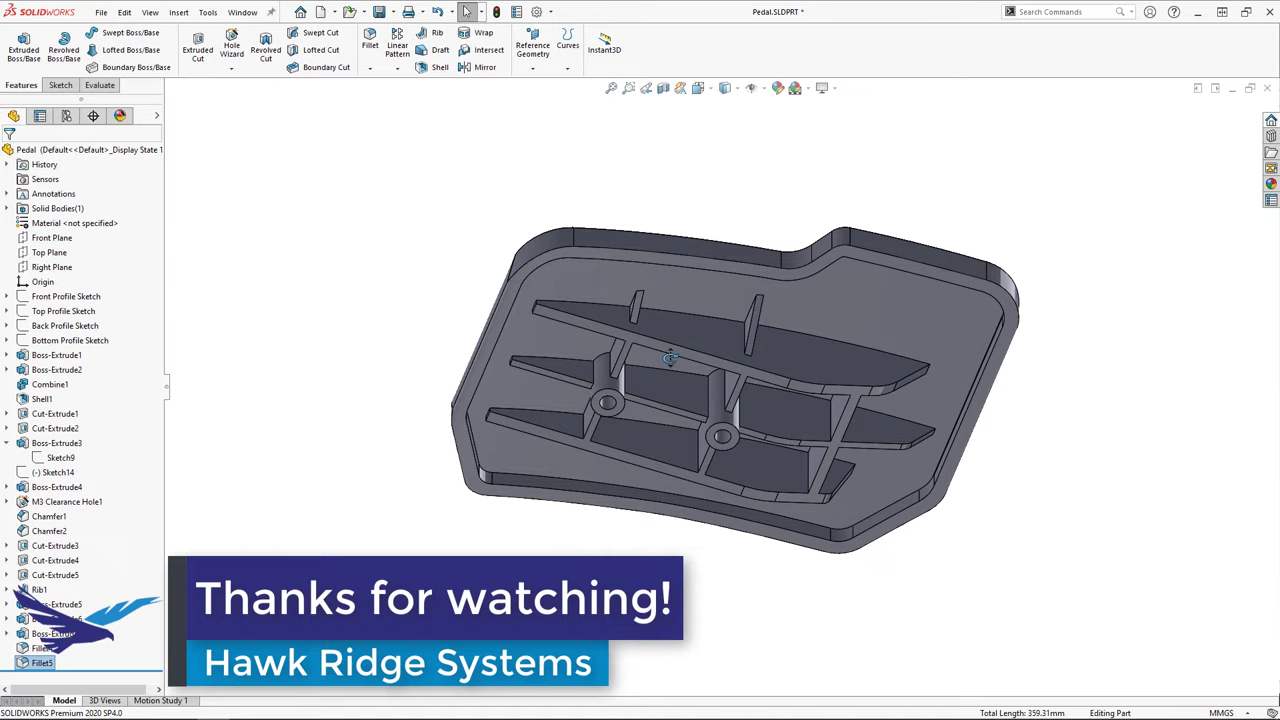 SOLIDWORKS
File Edit View Insert Tools Window
Pedal.SLDPRT *
Search Commands
Extruded Boss/Base
Revolved Boss/Base
Swept Boss/Base
Lofted Boss/Base
Boundary Boss/Base
Extruded Cut
Hole Wizard
Revolved Cut
Swept Cut
Lofted Cut
Boundary Cut
Fillet
Linear Pattern
Rib
Draft
Shell
Wrap
Intersect
Mirror
Reference Geometry
Curves
Instant3D
Features Sketch Evaluate
Pedal (Default<<Default>_Display State 1
History
Sensors
Annotations
Solid Bodies(1)
Material <not specified>
Front Plane
Top Plane
Right Plane
Origin
Front Profile Sketch
Top Profile Sketch
Back Profile Sketch
Bottom Profile Sketch
Boss-Extrude1
Boss-Extrude2
Combine1
Shell1
Cut-Extrude1
Cut-Extrude2
Boss-Extrude3
Sketch9
(-) Sketch14
Boss-Extrude4
M3 Clearance Hole1
Chamfer1
Chamfer2
Cut-Extrude3
Cut-Extrude4
Cut-Extrude5
Rib1
Fillet5
Thanks for watching!
Hawk Ridge Systems
Model 3D Views Motion Study 1
SOLIDWORKS Premium 2020 SP4.0
Total Length: 359.31mm Editing Part MMGS